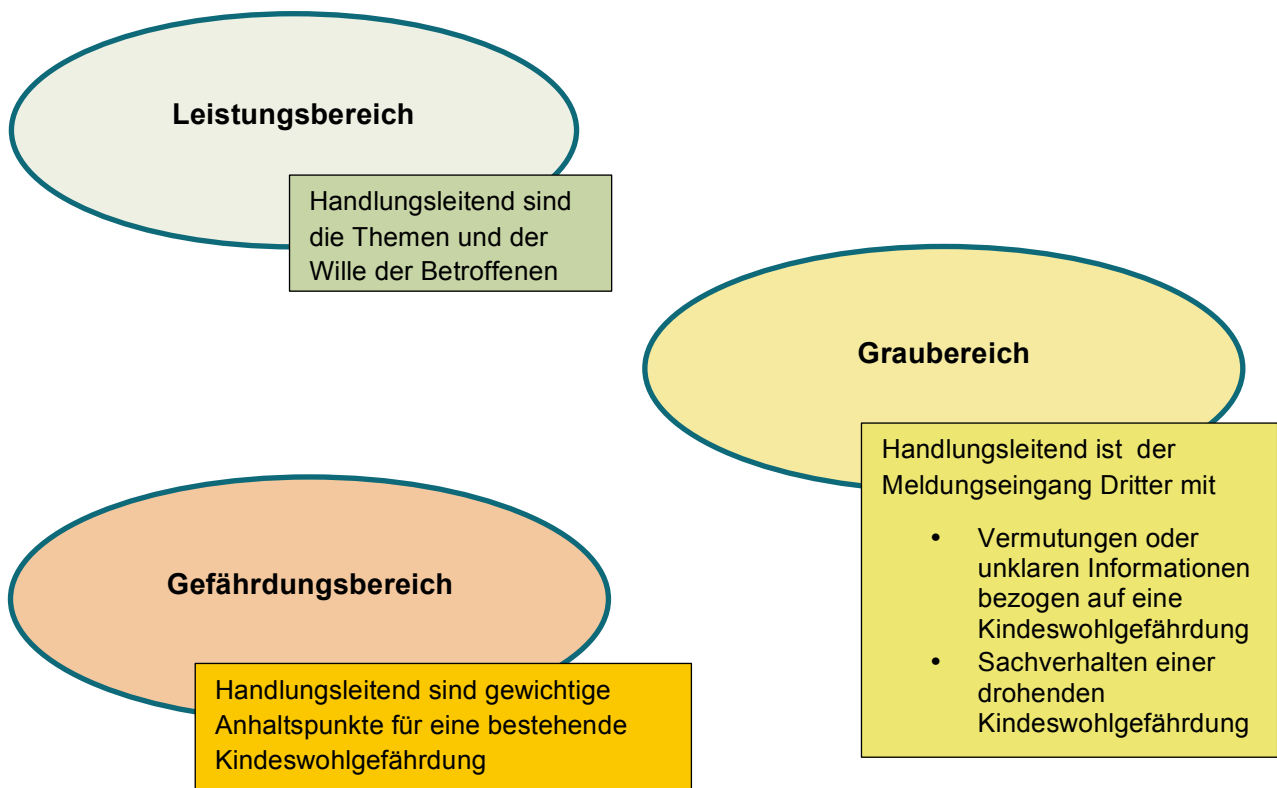 Leistungsbereich
Handlungsleitend sind
die Themen und der
Wille der Betroffenen
Graubereich
Handlungsleitend ist der
Meldungseingang Dritter mit
• Vermutungen oder
unklaren Informationen
bezogen auf eine
Kindeswohlgefährdung
• Sachverhalten einer
drohenden
Kindeswohlgefährdung
Gefährdungsbereich
Handlungsleitend sind gewichtige
Anhaltspunkte für eine bestehende
Kindeswohlgefährdung